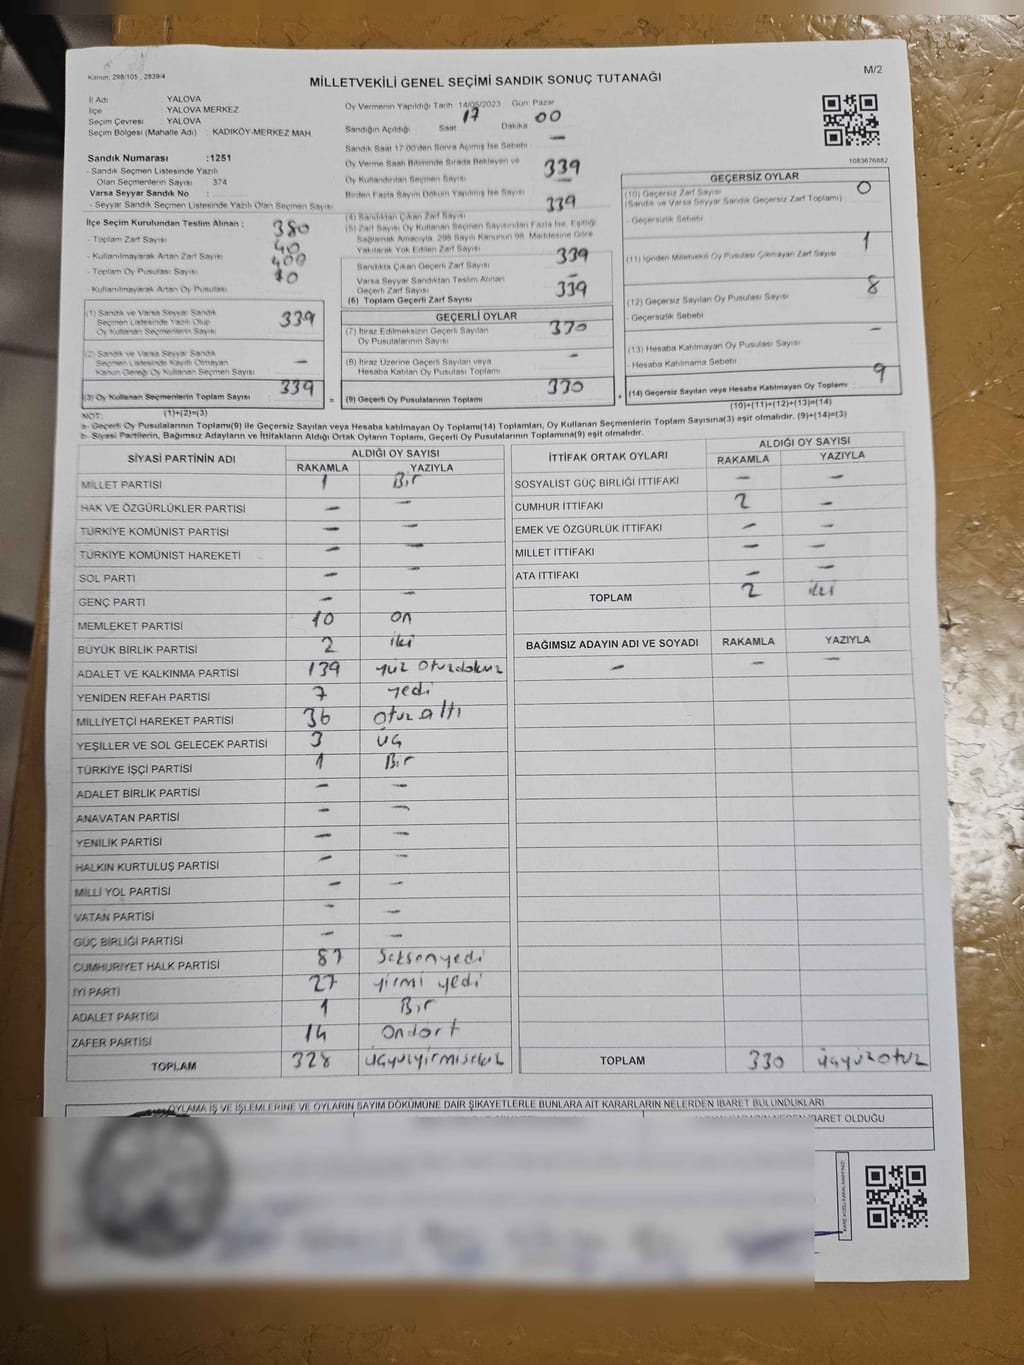 Kanun: 298/105 , 2839/4
M/2
MİLLETVEKİLİ GENEL SEÇİMİ SANDIK SONUÇ TUTANAĞI
İl Adı : YALOVA
İlçe : YALOVA MERKEZ
Seçim Çevresi : YALOVA
Seçim Bölgesi (Mahalle Adı) : KADIKÖY-MERKEZ MAH
Sandık Numarası :1251
- Sandık Seçmen Listesinde Yazılı
Olan Seçmenlerin Sayısı 374
Varsa Seyyar Sandık No :
- Seyyar Sandık Seçmen Listesinde Yazılı Olan Seçmen Sayısı
İlçe Seçim Kurulundan Teslim Alınan :
- Toplam Zarf Sayısı 380
- Kullanılmayarak Artan Zarf Sayısı 40
- Toplam Oy Pusulası Sayısı 400
- Kullanılmayarak Artan Oy Pusulası
(1) Sandık ve Varsa Seyyar Sandık
Seçmen Listesinde Yazılı Olup
Oy Kullanan Seçmenlerin Sayısı 339
(2) Sandık ve Varsa Seyyar Sandık
Seçmen Listesinde Kayıtlı Olmayan
Kanun Gereği Oy Kullanan Seçmen Sayısı —
(3) Oy Kullanan Seçmenlerin Toplam Sayısı 339
(1)+(2)=(3)
Oy Vermenin Yapıldığı Tarih 14/05/2023 Gün: Pazar
Sandığın Açıldığı Saat 17 Dakika 00
Sandık Saat 17:00'den Sonra Açılmış İse Sebebi —
Oy Verme Saati Bitiminde Sırada Bekleyen ve
Oy Kullandırılan Seçmen Sayısı 339
Birden Fazla Sayım Döküm Yapılmış İse Sayısı —
(4) Sandıktan Çıkan Zarf Sayısı 339
(5) Zarf Sayısı Oy Kullanan Seçmen Sayısından Fazla İse, Eşitliği
Sağlamak Amacıyla, 298 Sayılı Kanunun 98. Maddesine Göre
Yakılarak Yok Edilen Zarf Sayısı
Sandıkta Çıkan Geçerli Zarf Sayısı 339
Varsa Seyyar Sandıktan Teslim Alınan
Geçerli Zarf Sayısı —
(6) Toplam Geçerli Zarf Sayısı 339
GEÇERLİ OYLAR
(7) İtiraz Edilmeksizin Geçerli Sayılan
Oy Pusulalarının Sayısı 330
(8) İtiraz Üzerine Geçerli Sayılan veya
Hesaba Katılan Oy Pusulası Toplamı —
= (9) Geçerli Oy Pusulalarının Toplamı 330
1083676882
GEÇERSİZ OYLAR
(10) Geçersiz Zarf Sayısı 0
(Sandık ve Varsa Seyyar Sandık Geçersiz Zarf Toplamı)
- Geçersizlik Sebebi
(11) İçinden Milletvekili Oy Pusulası Çıkmayan Zarf Sayısı 1
(12) Geçersiz Sayılan Oy Pusulası Sayısı 8
- Geçersizlik Sebebi
(13) Hesaba Katılmayan Oy Pusulası Sayısı —
- Hesaba Katılmama Sebebi
+ (14) Geçersiz Sayılan veya Hesaba Katılmayan Oy Toplamı 9
(10)+(11)+(12)+(13)=(14)
NOT:
a- Geçerli Oy Pusulalarının Toplamı(9) ile Geçersiz Sayılan veya Hesaba katılmayan Oy Toplamı(14) Toplamları, Oy Kullanan Seçmenlerin Toplam Sayısına(3) eşit olmalıdır. (9)+(14)=(3)
b- Siyasi Partilerin, Bağımsız Adayların ve İttifakların Aldığı Ortak Oyların Toplamı, Geçerli Oy Pusulalarının Toplamına(9) eşit olmalıdır.
SİYASİ PARTİNİN ADI ALDIĞI OY SAYISI
RAKAMLA YAZIYLA
MİLLET PARTİSİ 1 Bir
HAK VE ÖZGÜRLÜKLER PARTİSİ — —
TÜRKİYE KOMÜNİST PARTİSİ — —
TÜRKİYE KOMÜNİST HAREKETİ — —
SOL PARTİ — —
GENÇ PARTİ — —
MEMLEKET PARTİSİ 10 on
BÜYÜK BİRLİK PARTİSİ 2 iki
ADALET VE KALKINMA PARTİSİ 139 yüz otuzdokuz
YENİDEN REFAH PARTİSİ 7 yedi
MİLLİYETÇİ HAREKET PARTİSİ 36 otuz altı
YEŞİLLER VE SOL GELECEK PARTİSİ 3 üç
TÜRKİYE İŞÇİ PARTİSİ 1 Bir
ADALET BİRLİK PARTİSİ — —
ANAVATAN PARTİSİ — —
YENİLİK PARTİSİ — —
HALKIN KURTULUŞ PARTİSİ — —
MİLLİ YOL PARTİSİ — —
VATAN PARTİSİ — —
GÜÇ BİRLİĞİ PARTİSİ — —
CUMHURİYET HALK PARTİSİ 87 Seksenyedi
İYİ PARTİ 27 yirmi yedi
ADALET PARTİSİ 1 Bir
ZAFER PARTİSİ 14 Ondört
TOPLAM 328 üçyüzyirmisekiz
İTTİFAK ORTAK OYLARI ALDIĞI OY SAYISI
RAKAMLA YAZIYLA
SOSYALİST GÜÇ BİRLİĞİ İTTİFAKI — —
CUMHUR İTTİFAKI 2
EMEK VE ÖZGÜRLÜK İTTİFAKI — —
MİLLET İTTİFAKI — —
ATA İTTİFAKI — —
TOPLAM 2 iki
BAĞIMSIZ ADAYIN ADI VE SOYADI RAKAMLA YAZIYLA
— — —
TOPLAM 330 üçyüzotuz
OYLAMA İŞ VE İŞLEMLERİNE VE OYLARIN SAYIM DÖKÜMÜNE DAİR ŞİKAYETLERLE BUNLARA AİT KARARLARIN NELERDEN İBARET BULUNDUKLARI
İBARET OLDUĞU